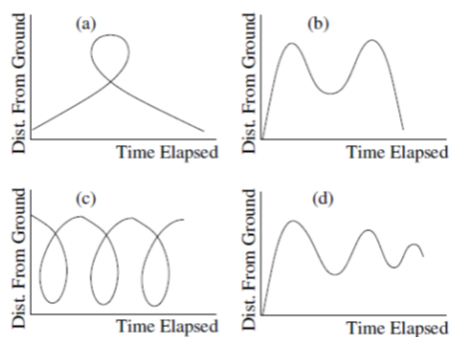 (a)
Dist. From Ground
Time Elapsed
(b)
Dist. From Ground
Time Elapsed
(c)
Dist. From Ground
Time Elapsed
(d)
Dist. From Ground
Time Elapsed